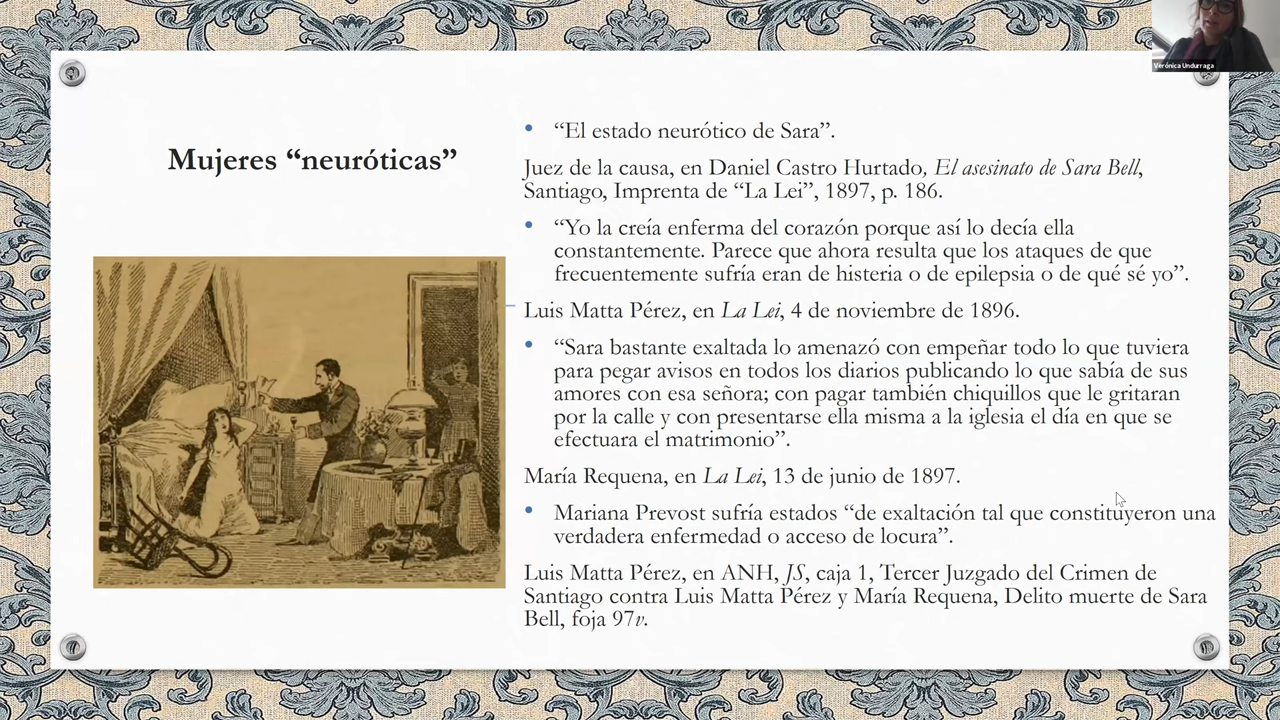 Verónica Undurraga
Mujeres “neuróticas”
• “El estado neurótico de Sara”.
Juez de la causa, en Daniel Castro Hurtado, El asesinato de Sara Bell,
Santiago, Imprenta de “La Lei”, 1897, p. 186.
• “Yo la creía enferma del corazón porque así lo decía ella
constantemente. Parece que ahora resulta que los ataques de que
frecuentemente sufría eran de histeria o de epilepsia o de qué sé yo”.
Luis Matta Pérez, en La Lei, 4 de noviembre de 1896.
• “Sara bastante exaltada lo amenazó con empeñar todo lo que tuviera
para pegar avisos en todos los diarios publicando lo que sabía de sus
amores con esa señora; con pagar también chiquillos que le gritaran
por la calle y con presentarse ella misma a la iglesia el día en que se
efectuara el matrimonio”.
María Requena, en La Lei, 13 de junio de 1897.
• Mariana Prevost sufría estados “de exaltación tal que constituyeron una
verdadera enfermedad o acceso de locura”.
Luis Matta Pérez, en ANH, JS, caja 1, Tercer Juzgado del Crimen de
Santiago contra Luis Matta Pérez y María Requena, Delito muerte de Sara
Bell, foja 97v.